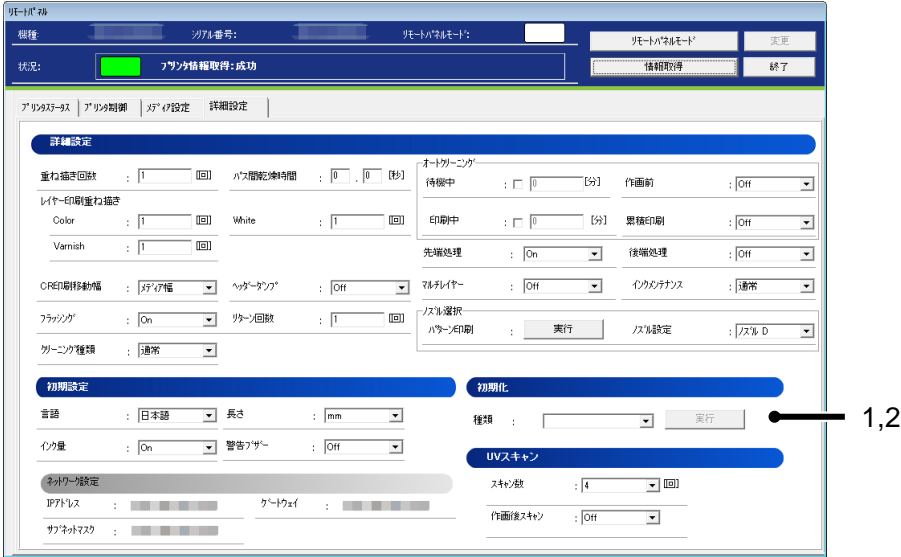 ﾘﾓｰﾄﾊﾟﾈﾙ
機種: ｼﾘｱﾙ番号: ﾘﾓｰﾄﾊﾟﾈﾙﾓｰﾄﾞ: ﾘﾓｰﾄﾊﾟﾈﾙﾓｰﾄﾞ 変更
状況: ﾌﾟﾘﾝﾀ情報取得:成功 情報取得 終了
ﾌﾟﾘﾝﾀｽﾃｰﾀｽ ﾌﾟﾘﾝﾀ制御 ﾒﾃﾞｨｱ設定 詳細設定
詳細設定
重ね描き回数 : 1 [回] ﾊﾟｽ間乾燥時間 : 0 . 0 [秒]
ﾚｲﾔｰ印刷重ね描き
Color : 1 [回] White : 1 [回]
Varnish : 1 [回]
CR印刷移動幅 : ﾒﾃﾞｨｱ幅 ﾍｯﾀﾞｰﾀﾞﾝﾌﾟ : Off
ﾌﾗｯｼﾝｸﾞ : On ﾘﾀｰﾝ回数 : 1 [回]
ｸﾘｰﾆﾝｸﾞ種類 : 通常
ｵｰﾄｸﾘｰﾆﾝｸﾞ
待機中 : 0 [分] 作画前 : Off
印刷中 : 0 [分] 累積印刷 : Off
先端処理 : On 後端処理 : Off
ﾏﾙﾁﾚｲﾔｰ : Off ｲﾝｸﾒﾝﾃﾅﾝｽ : 通常
ﾉｽﾞﾙ選択
ﾊﾟﾀｰﾝ印刷 : 実行 ﾉｽﾞﾙ設定 : ﾉｽﾞﾙ D
初期設定
言語 : 日本語 長さ : mm
ｲﾝｸ量 : On 警告ﾌﾞｻﾞｰ : Off
ﾈｯﾄﾜｰｸ設定
IPｱﾄﾞﾚｽ : ｹﾞｰﾄｳｪｲ :
ｻﾌﾞﾈｯﾄﾏｽｸ :
初期化
種類 : 実行
1,2
UVスキャン
ｽｷｬﾝ数 : 4 [回]
作画後ｽｷｬﾝ : Off